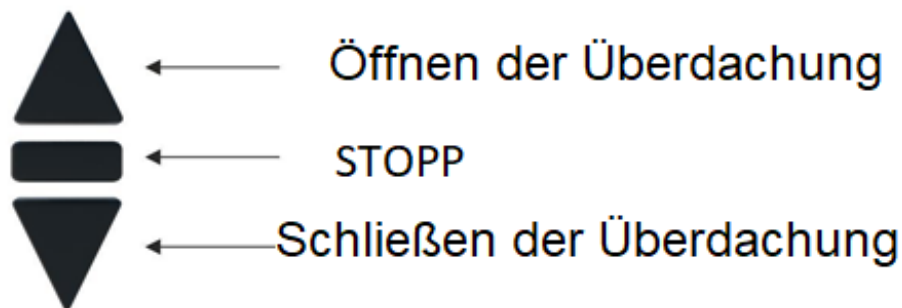 Öffnen der Überdachung
STOPP
Schließen der Überdachung